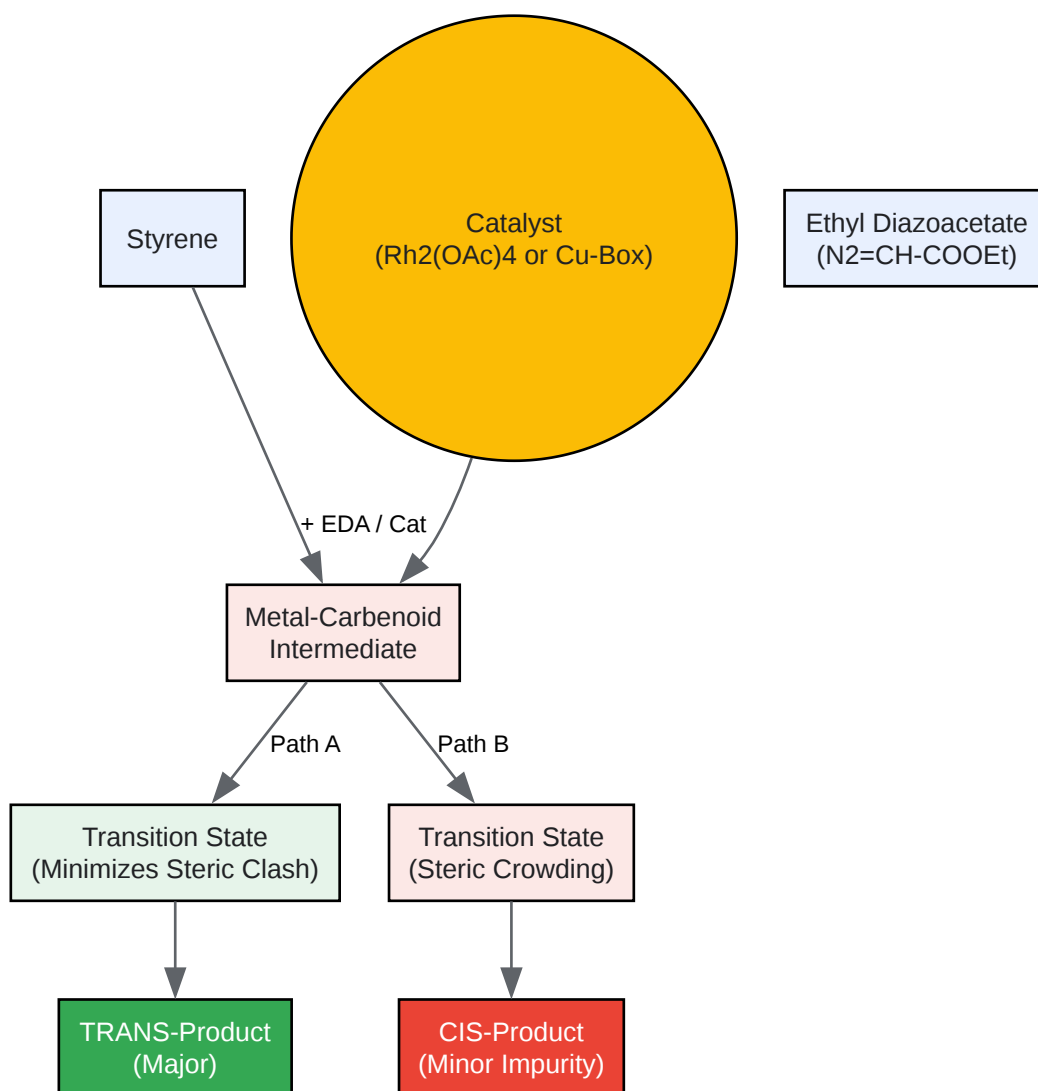 Styrene
Catalyst
(Rh2(OAc)4 or Cu-Box)
Ethyl Diazoacetate
(N2=CH-COOEt)
+ EDA / Cat
Metal-Carbenoid
Intermediate
Path A
Path B
Transition State
(Minimizes Steric Clash)
Transition State
(Steric Crowding)
TRANS-Product
(Major)
CIS-Product
(Minor Impurity)